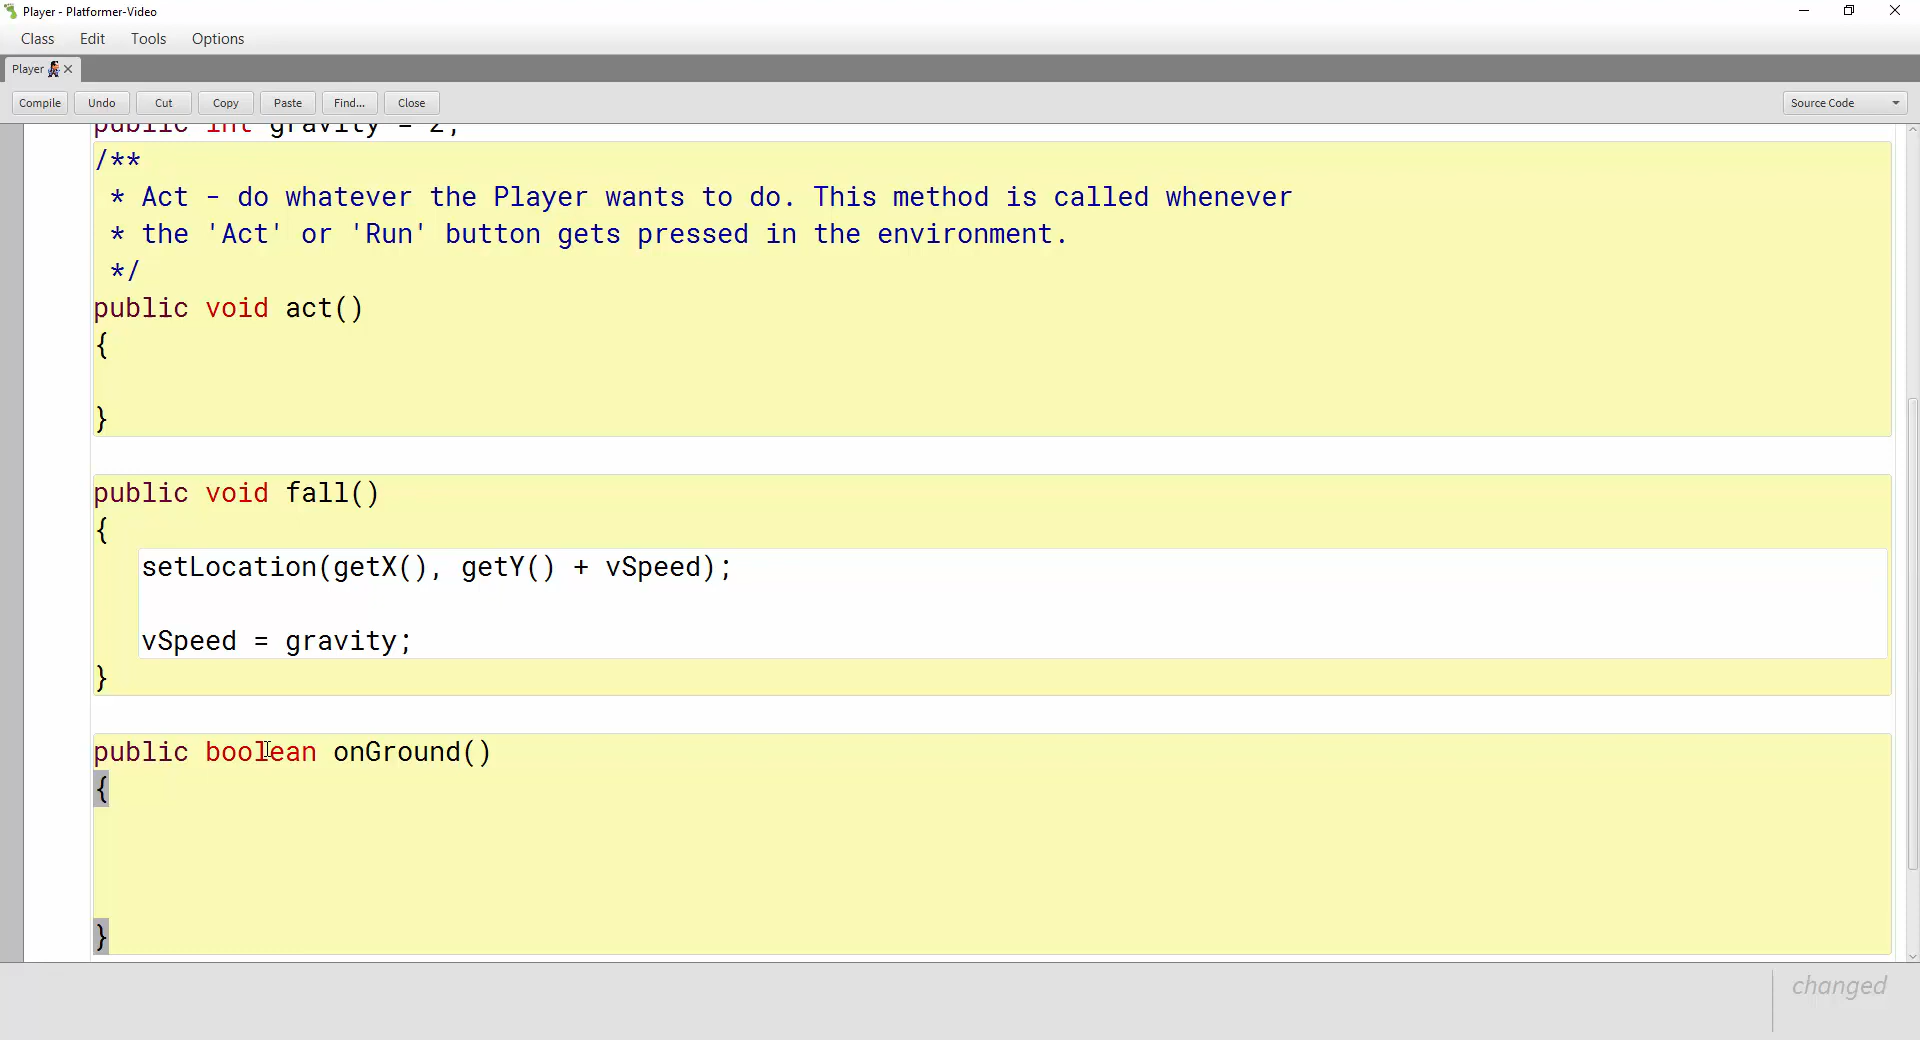 Player - Platformer-Video
Class Edit Tools Options
Player
Compile Undo Cut Copy Paste Find... Close Source Code
public int gravity = 2;
/**
* Act - do whatever the Player wants to do. This method is called whenever
* the 'Act' or 'Run' button gets pressed in the environment.
*/
public void act()
{
}
public void fall()
{
setLocation(getX(), getY() + vSpeed);
vSpeed = gravity;
}
public boolean onGround()
{
}
changed